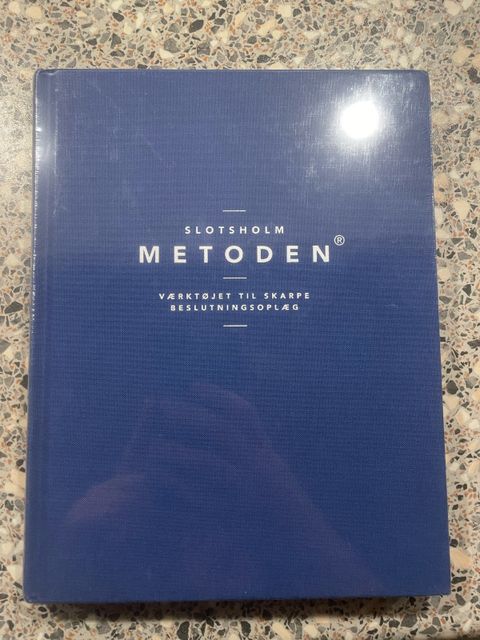 SLOTSHOLM
METODEN®
VÆRKTØJET TIL SKARPE
BESLUTNINGSOPLÆG